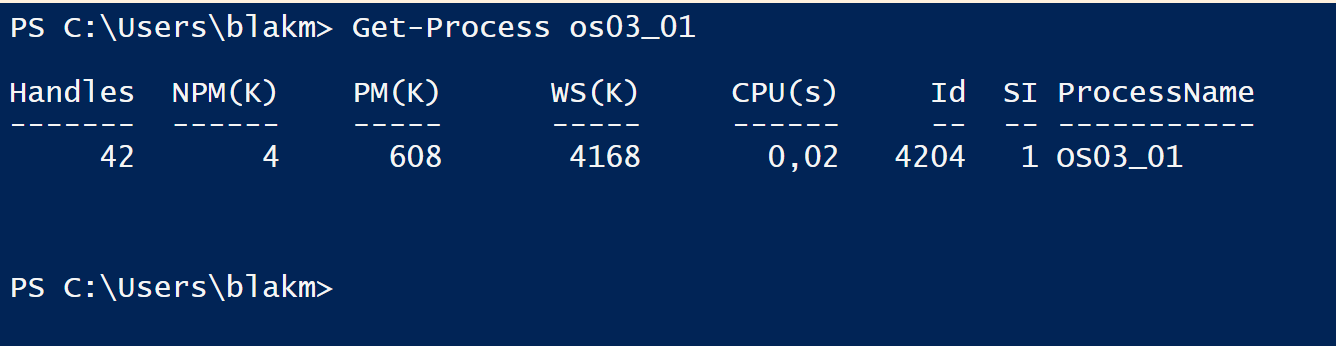 PS C:\Users\blakm> Get-Process os03_01
Handles  NPM(K)    PM(K)      WS(K)     CPU(s)     Id  SI ProcessName
-------  ------    -----      -----     ------     --  -- -----------
     42       4      608       4168       0,02   4204   1 OS03_01
PS C:\Users\blakm>